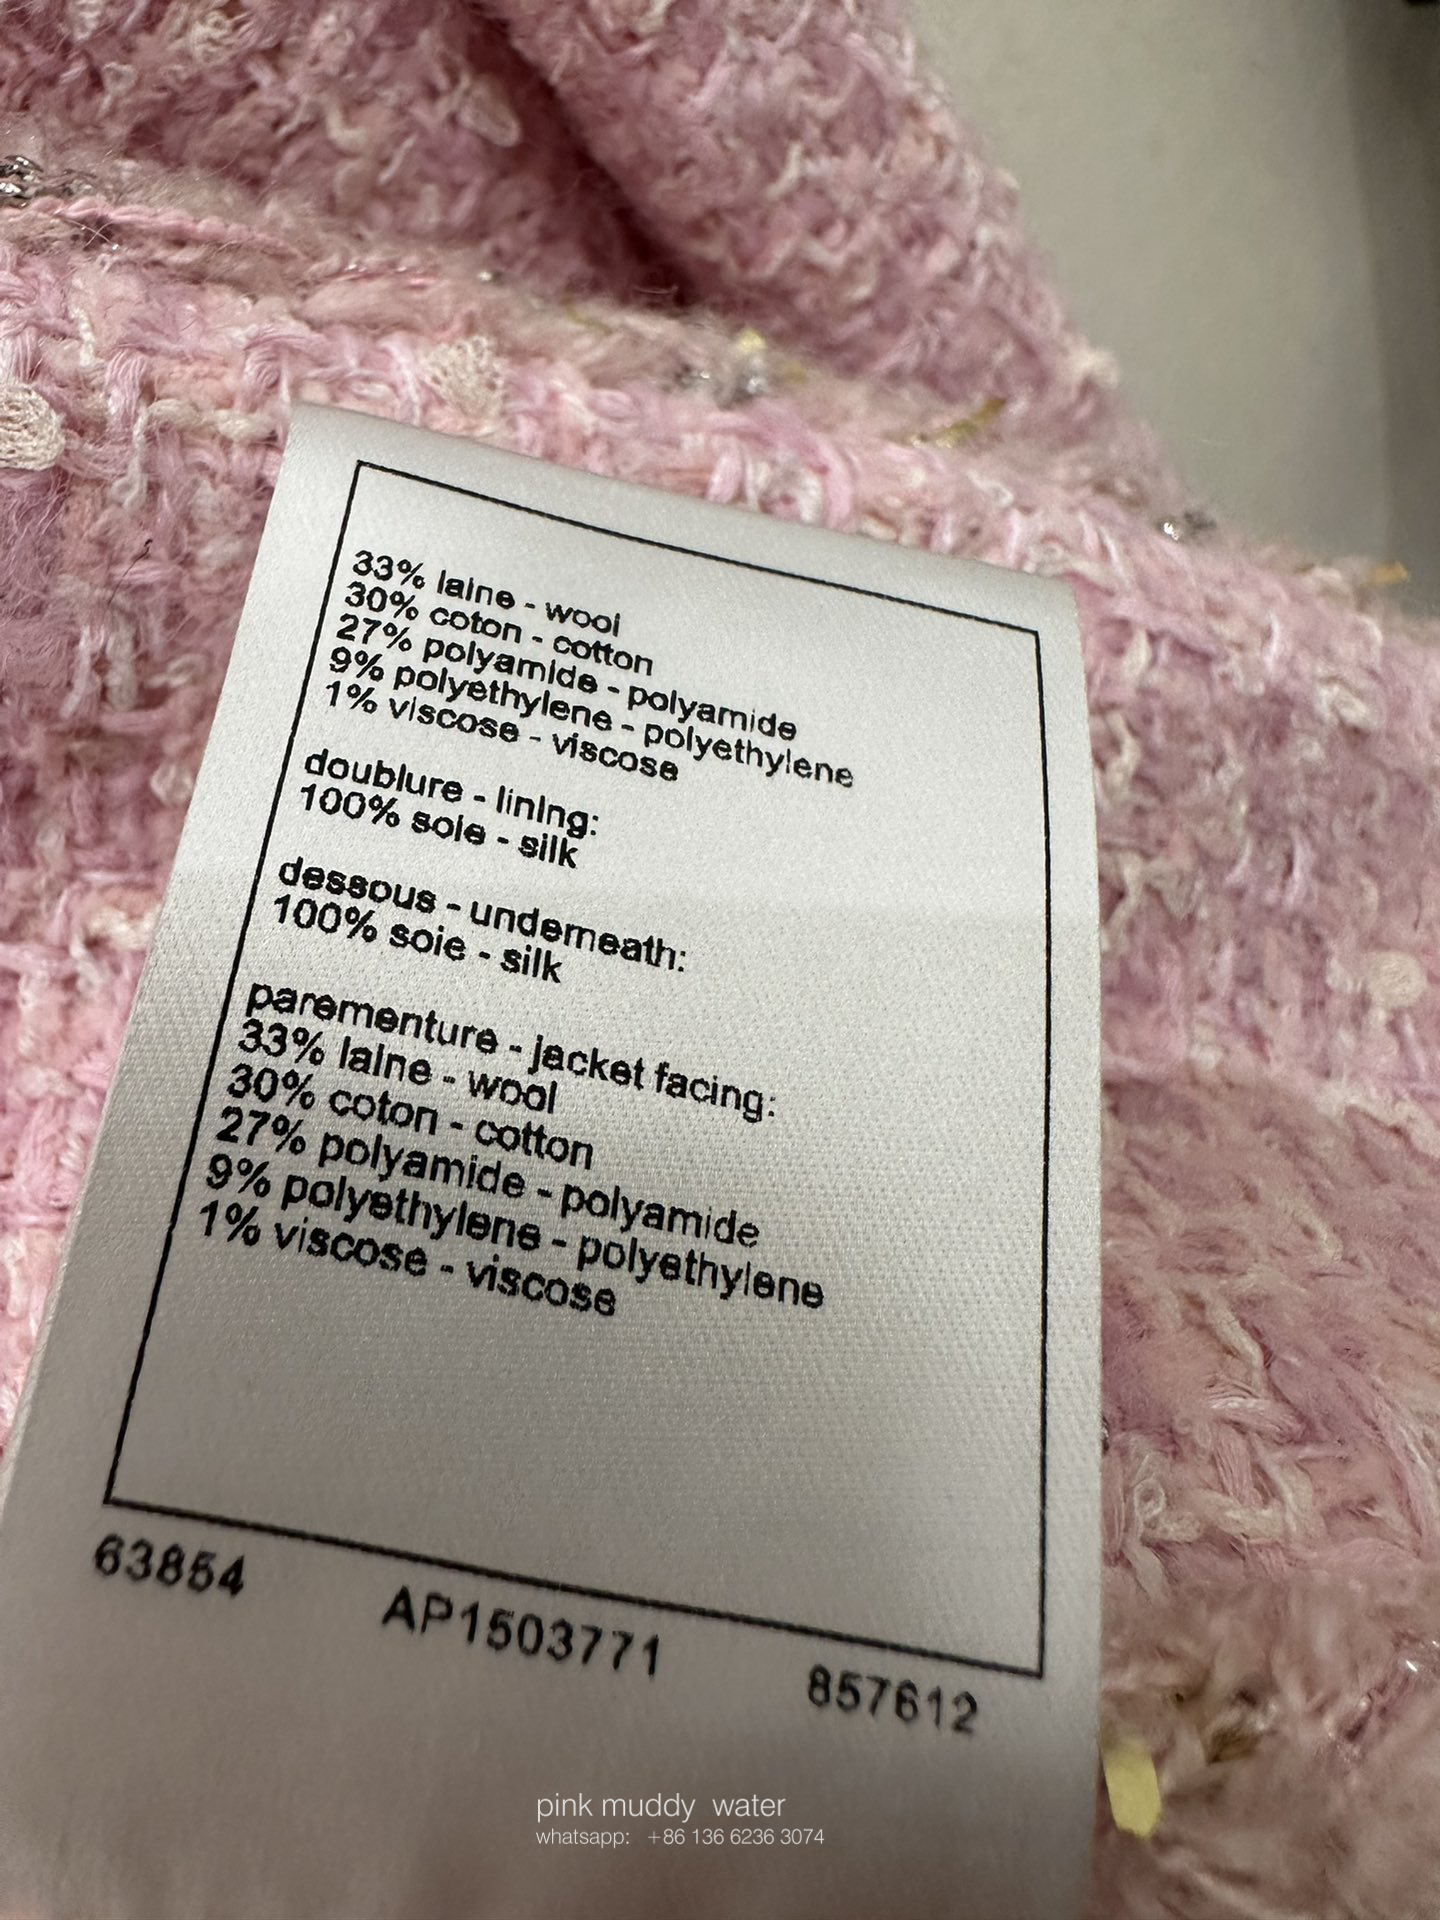 33% laine - wool
30% coton - cotton
27% polyamide - polyamide
9% polyethylene - polyethylene
1% viscose - viscose
doublure - lining:
100% soie - silk
dessous - underneath:
100% soie - silk
parementure - jacket facing:
33% laine - wool
30% coton - cotton
27% polyamide - polyamide
9% polyethylene - polyethylene
1% viscose - viscose
63854 AP1503771 857612
pink muddy water
whatsapp: +86 136 6236 3074